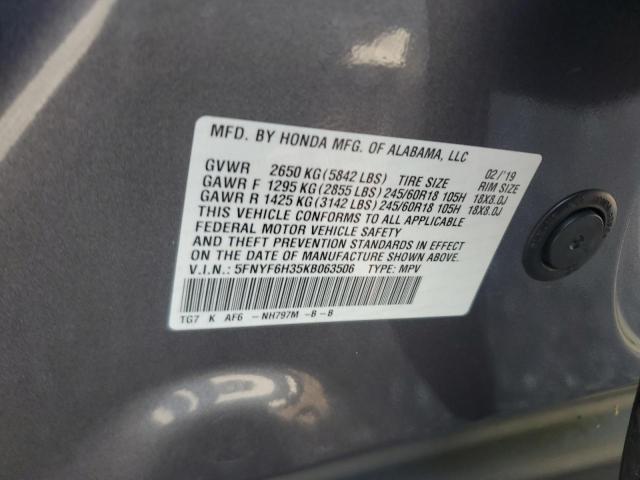 MFD. BY HONDA MFG. OF ALABAMA, LLC
02/'19
GVWR 2650 KG (5842 LBS) TIRE SIZE RIM SIZE
GAWR F 1295 KG (2855 LBS) 245/60R18 105H 18X8.0J
GAWR R 1425 KG (3142 LBS) 245/60R18 105H 18X8.0J
THIS VEHICLE CONFORMS TO ALL APPLICABLE
FEDERAL MOTOR VEHICLE SAFETY
AND THEFT PREVENTION STANDARDS IN EFFECT
ON THE DATE OF MANUFACTURE SHOWN ABOVE.
V.I.N.: 5FNYF6H35KB063506 TYPE: MPV
TG7 K AF6 -NH797M -B-B